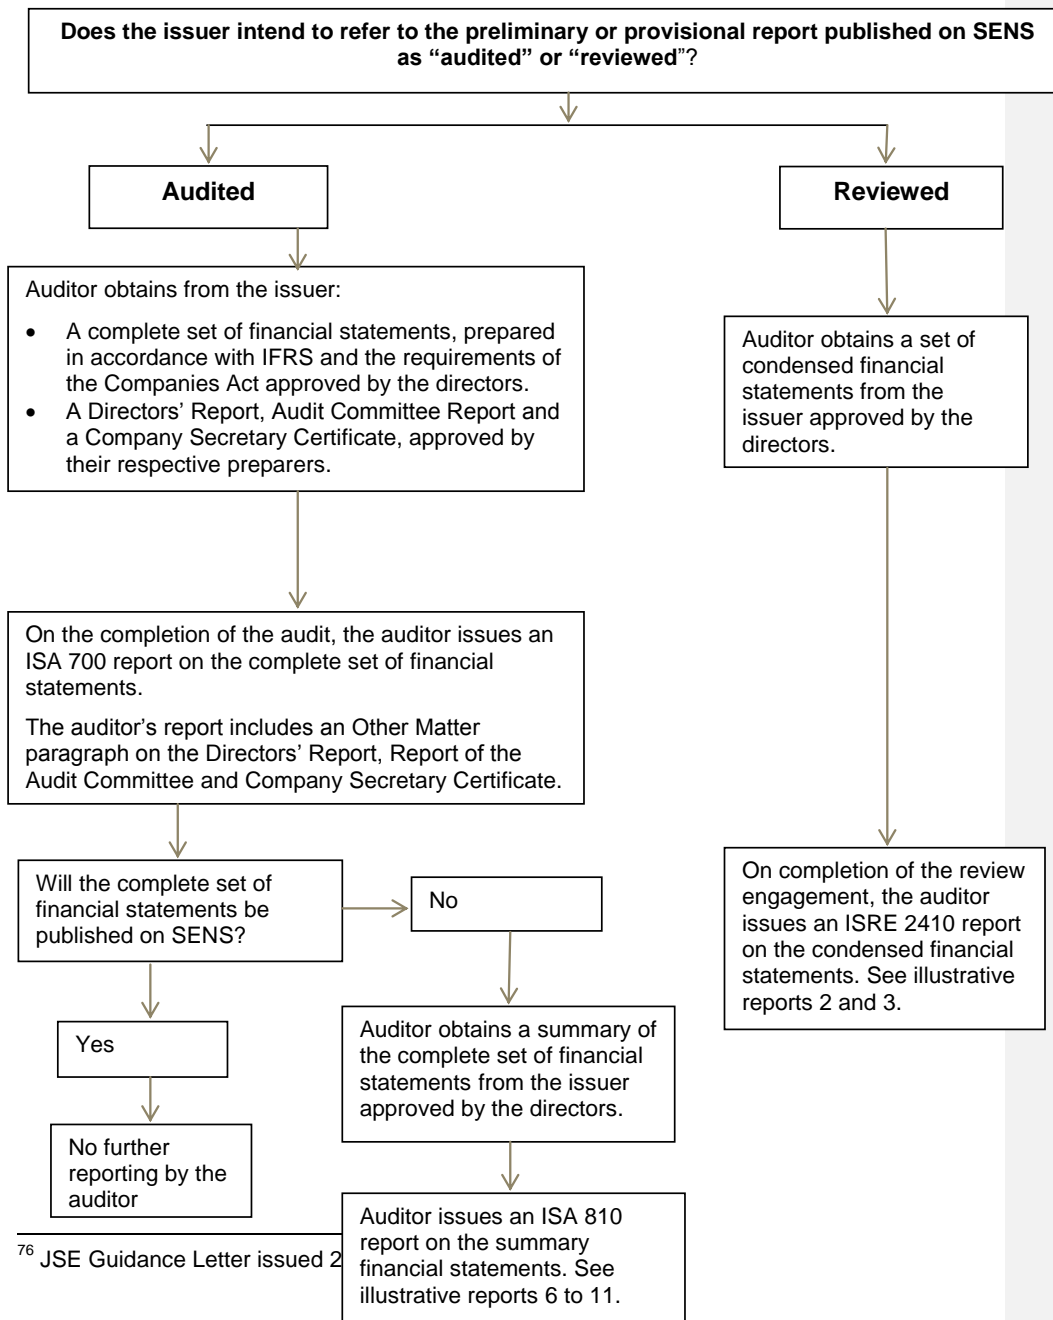 Does the issuer intend to refer to the preliminary or provisional report published on SENS
as “audited” or “reviewed”?
Audited
Reviewed
Auditor obtains from the issuer:
• A complete set of financial statements, prepared
in accordance with IFRS and the requirements of
the Companies Act approved by the directors.
• A Directors’ Report, Audit Committee Report and
a Company Secretary Certificate, approved by
their respective preparers.
Auditor obtains a set of
condensed financial
statements from the
issuer approved by the
directors.
On the completion of the audit, the auditor issues an
ISA 700 report on the complete set of financial
statements.
The auditor’s report includes an Other Matter
paragraph on the Directors’ Report, Report of the
Audit Committee and Company Secretary Certificate.
Will the complete set of
financial statements be
published on SENS?
No
On completion of the review
engagement, the auditor
issues an ISRE 2410 report
on the condensed financial
statements. See illustrative
reports 2 and 3.
Yes
Auditor obtains a summary of
the complete set of financial
statements from the issuer
approved by the directors.
No further
reporting by the
auditor
Auditor issues an ISA 810
report on the summary
financial statements. See
illustrative reports 6 to 11.
76 JSE Guidance Letter issued 2